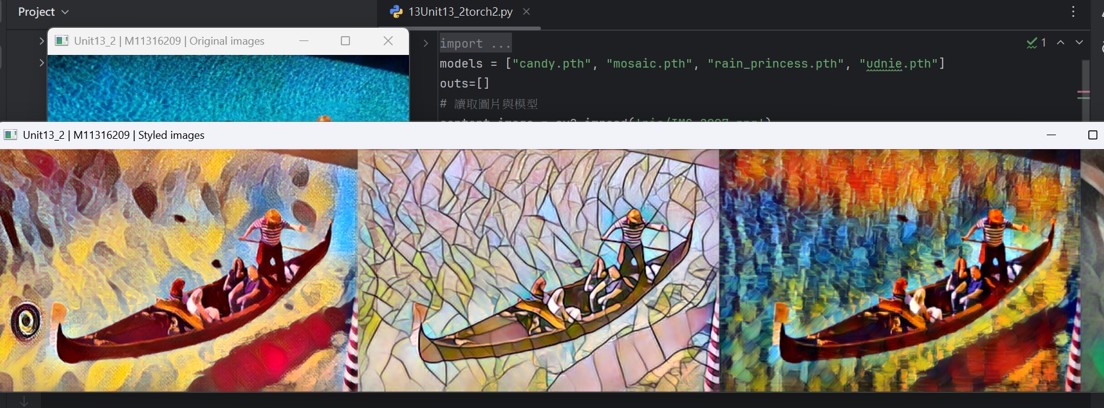 Project
13Unit13_2torch2.py
Unit13_2 | M11316209 | Original images
import ...
1
models = ["candy.pth", "mosaic.pth", "rain_princess.pth", "udnie.pth"]
outs=[]
# 讀取圖片與模型
Unit13_2 | M11316209 | Styled images